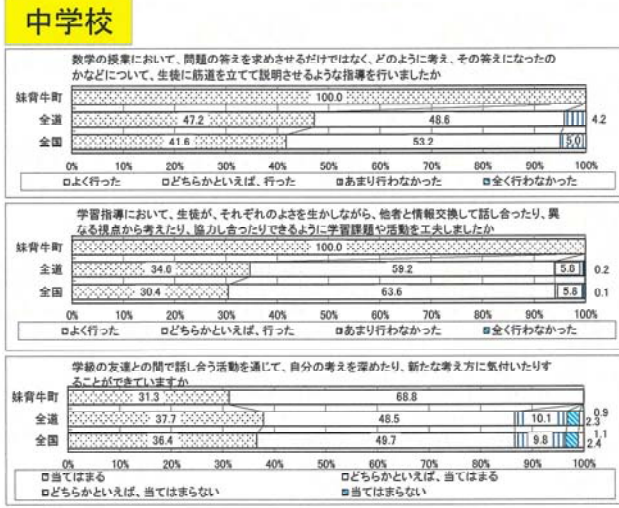 中学校
数学の授業において、問題の答えを求めさせるだけではなく、どのように考え、その答えになったの
かなどについて、生徒に筋道を立てて説明させるような指導を行いましたか
妹背牛町 100.0
全道 47.2 48.6 4.2
全国 41.6 53.2 5.0
0% 10% 20% 30% 40% 50% 60% 70% 80% 90% 100%
よく行った どちらかといえば、行った あまり行わなかった 全く行わなかった
学習指導において、生徒が、それぞれのよさを生かしながら、他者と情報交換して話し合ったり、異
なる視点から考えたり、協力し合ったりできるように学習課題や活動を工夫しましたか
妹背牛町 100.0
全道 34.8 59.2 5.8 0.2
全国 30.4 63.6 5.8 0.1
0% 10% 20% 30% 40% 50% 60% 70% 80% 90% 100%
よく行った どちらかといえば、行った あまり行わなかった 全く行わなかった
学級の友達との間で話し合う活動を通じて、自分の考えを深めたり、新たな考え方に気付いたりす
ることができていますか
妹背牛町 31.3 68.8
全道 37.7 48.5 10.1 2.3 0.9
全国 36.4 49.7 9.8 2.4 1.1
0% 10% 20% 30% 40% 50% 60% 70% 80% 90% 100%
当てはまる どちらかといえば、当てはまる
どちらかといえば、当てはまらない 当てはまらない